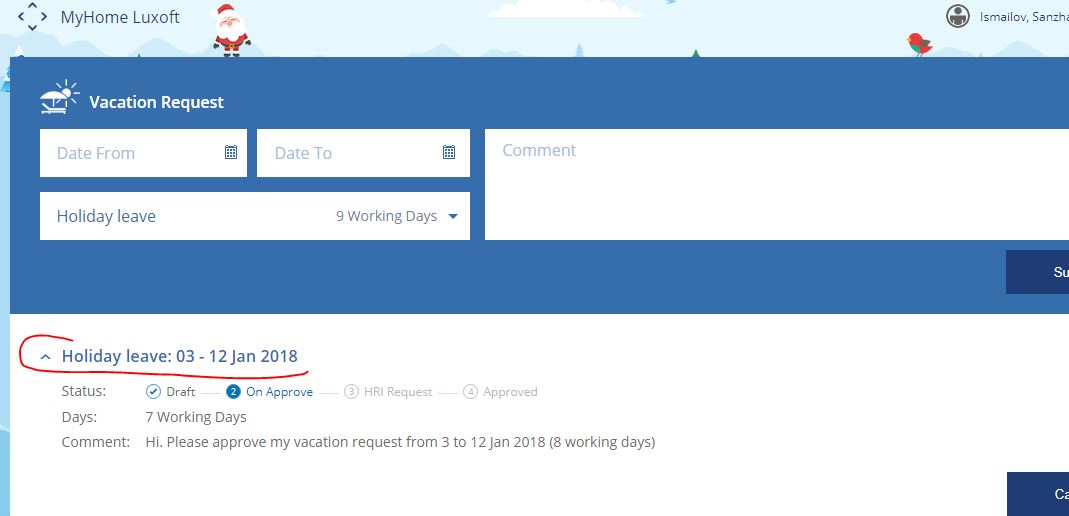 MyHome Luxoft
Ismailov, Sanzha
Vacation Request
Date From
Date To
Comment
Holiday leave
9 Working Days
Su
Holiday leave: 03 - 12 Jan 2018
Status:
Draft
2 On Approve
3 HRI Request
4 Approved
Days:
7 Working Days
Comment:
Hi. Please approve my vacation request from 3 to 12 Jan 2018 (8 working days)
Ca